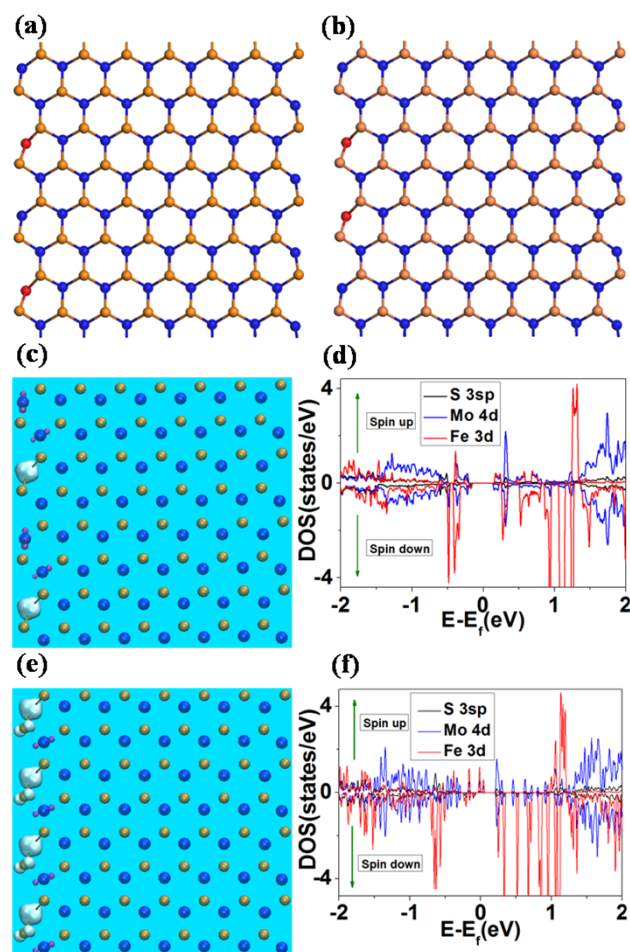 (a)
(b)
(c)
(d)
4
0
-4
DOS(states/eV)
Spin up
Spin down
S 3sp
Mo 4d
Fe 3d
-2
-1
0
1
2
E-Ef(eV)
(e)
(f)
4
0
-4
DOS(states/eV)
Spin up
Spin down
S 3sp
Mo 4d
Fe 3d
-2
-1
0
1
2
E-Ef(eV)